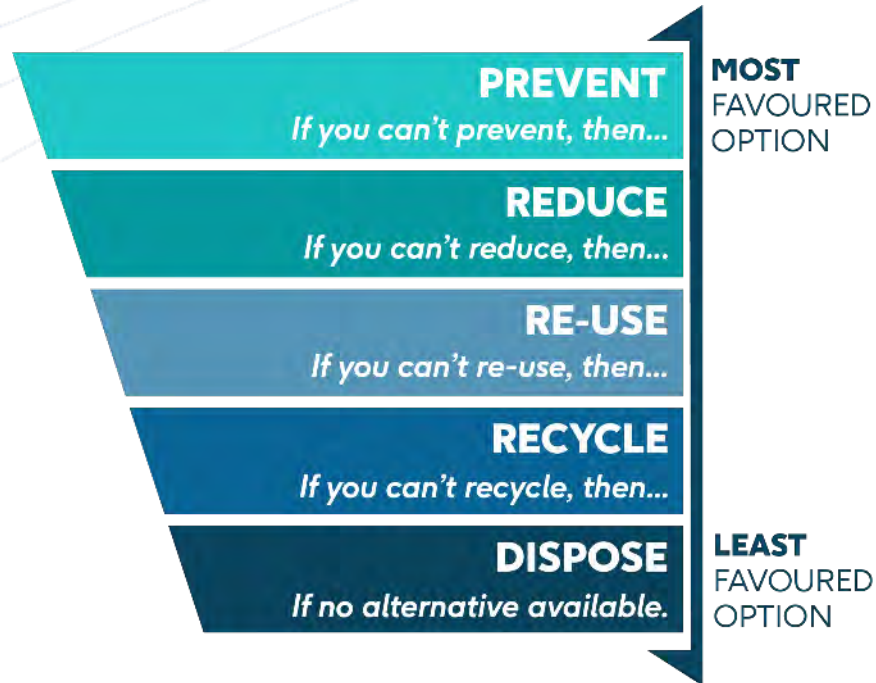 PREVENT
If you can't prevent, then...
MOST
FAVOURED
OPTION
REDUCE
If you can't reduce, then...
RE-USE
If you can't re-use, then...
RECYCLE
If you can't recycle, then...
DISPOSE
If no alternative available.
LEAST
FAVOURED
OPTION